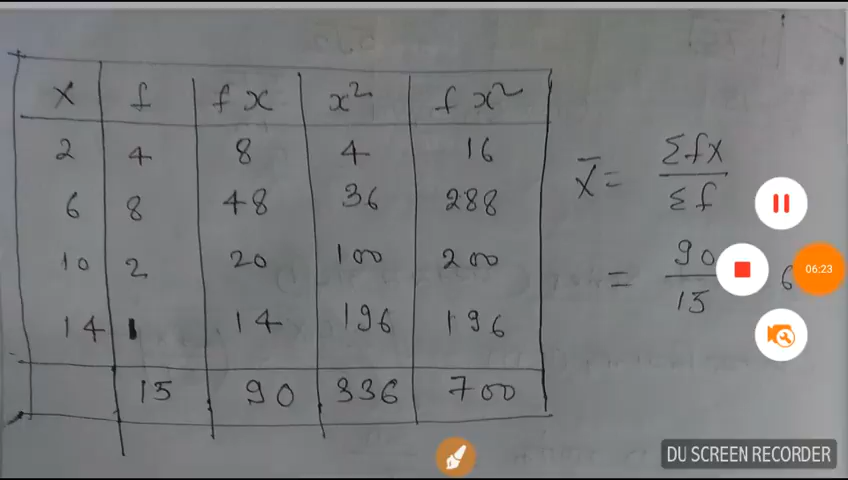 x f fx x² fx²
2 4 8 4 16
6 8 48 36 288
10 2 20 100 200
14 1 14 196 196
15 90 336 700
X̄ = Σfx / Σf
= 90 / 15 6
06:23
DU SCREEN RECORDER